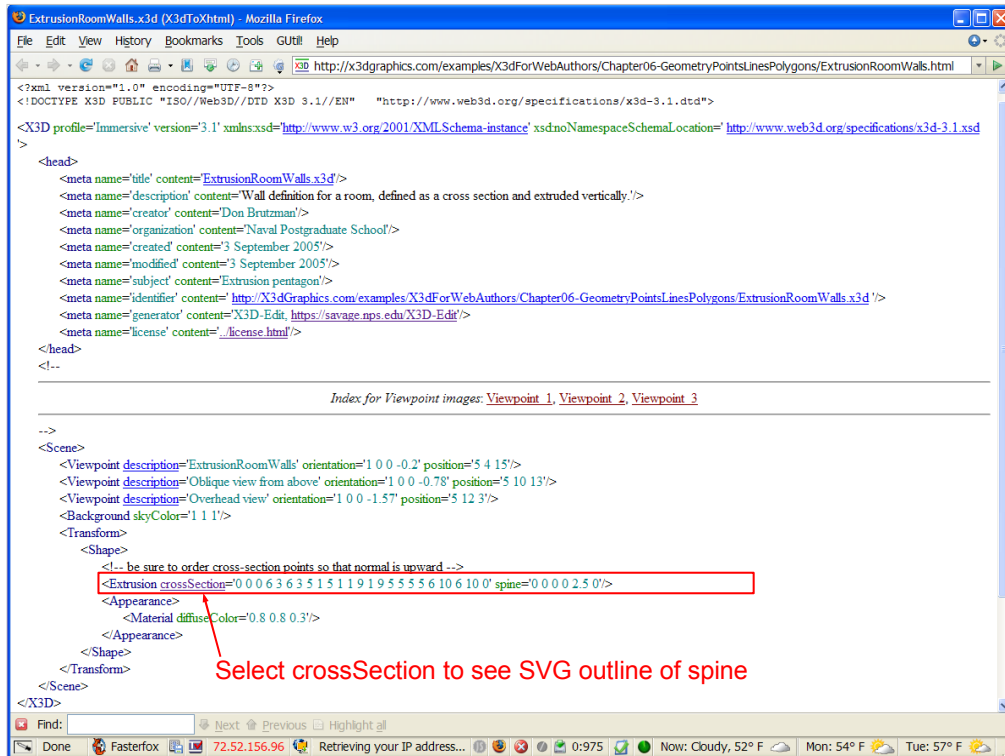 ExtrusionRoomWalls.x3d (X3dToXhtml) - Mozilla Firefox
File Edit View History Bookmarks Tools GUtil! Help
http://x3dgraphics.com/examples/X3dForWebAuthors/Chapter06-GeometryPointsLinesPolygons/ExtrusionRoomWalls.html
<?xml version="1.0" encoding="UTF-8"?>
<!DOCTYPE X3D PUBLIC "ISO//Web3D//DTD X3D 3.1//EN" "http://www.web3d.org/specifications/x3d-3.1.dtd">
<X3D profile='Immersive' version='3.1' xmlns:xsd='http://www.w3.org/2001/XMLSchema-instance' xsd:noNamespaceSchemaLocation=' http://www.web3d.org/specifications/x3d-3.1.xsd
'>
<head>
<meta name='title' content='ExtrusionRoomWalls.x3d'/>
<meta name='description' content='Wall definition for a room, defined as a cross section and extruded vertically.'/>
<meta name='creator' content='Don Brutzman'/>
<meta name='organization' content='Naval Postgraduate School'/>
<meta name='created' content='3 September 2005'/>
<meta name='modified' content='3 September 2005'/>
<meta name='subject' content='Extrusion pentagon'/>
<meta name='identifier' content=' http://X3dGraphics.com/examples/X3dForWebAuthors/Chapter06-GeometryPointsLinesPolygons/ExtrusionRoomWalls.x3d '/>
<meta name='generator' content='X3D-Edit, https://savage.nps.edu/X3D-Edit'/>
<meta name='license' content='../license.html'/>
</head>
<!--
Index for Viewpoint images: Viewpoint_1, Viewpoint_2, Viewpoint_3
-->
<Scene>
<Viewpoint description='ExtrusionRoomWalls' orientation='1 0 0 -0.2' position='5 4 15'/>
<Viewpoint description='Oblique view from above' orientation='1 0 0 -0.78' position='5 10 13'/>
<Viewpoint description='Overhead view' orientation='1 0 0 -1.57' position='5 12 3'/>
<Background skyColor='1 1 1'/>
<Transform>
<Shape>
<!-- be sure to order cross-section points so that normal is upward -->
<Extrusion crossSection='0 0 0 6 3 6 3 5 1 5 1 1 9 1 9 5 5 5 5 6 10 6 10 0' spine='0 0 0 0 2.5 0'/>
<Appearance>
<Material diffuseColor='0.8 0.8 0.3'/>
</Appearance>
</Shape>
</Transform>
Select crossSection to see SVG outline of spine
</Scene>
</X3D>
Find: Next Previous Highlight all
Done Fasterfox 72.52.156.96 Retrieving your IP address... 0:975 Now: Cloudy, 52° F Mon: 54° F Tue: 57° F